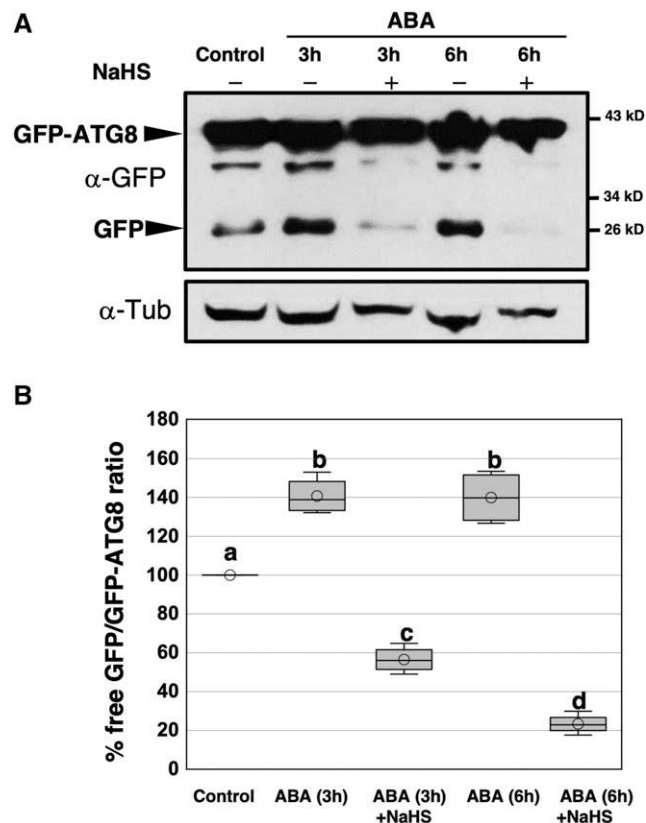 A
ABA
Control 3h 3h 6h 6h
NaHS – – + – +
43 kD
GFP-ATG8
α-GFP
34 kD
GFP
26 kD
α-Tub
B
180
160
140
120
100
80
60
40
20
0
% free GFP/GFP-ATG8 ratio
a
b
c
b
d
Control ABA (3h) ABA (3h) ABA (6h) ABA (6h)
+NaHS +NaHS